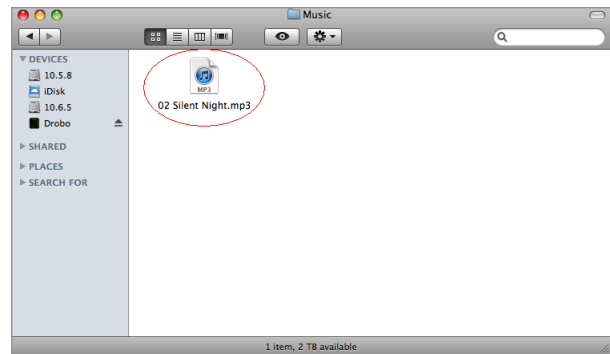 Music
DEVICES
10.5.8
iDisk
10.6.5
Drobo
SHARED
PLACES
SEARCH FOR
MP3
02 Silent Night.mp3
1 item, 2 TB available